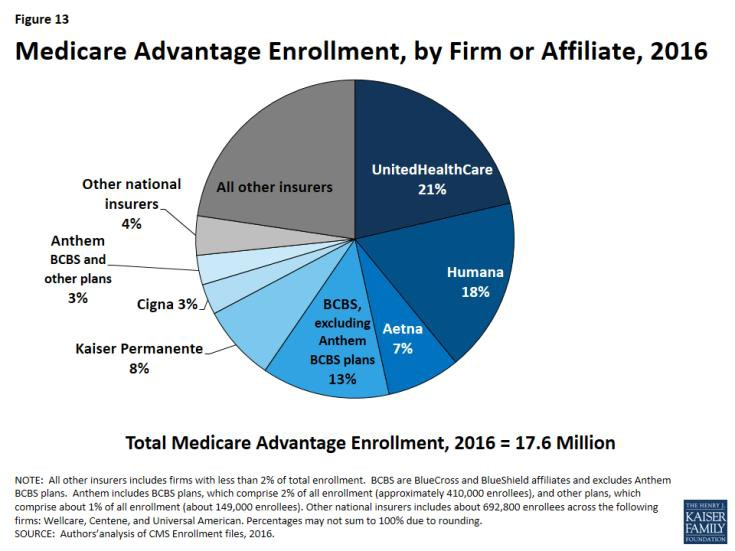 Figure 13
Medicare Advantage Enrollment, by Firm or Affiliate, 2016
UnitedHealthCare
21%
Humana
18%
Aetna
7%
BCBS,
excluding
Anthem
BCBS plans
13%
Kaiser Permanente
8%
Cigna 3%
Anthem
BCBS and
other plans
3%
Other national
insurers
4%
All other insurers
Total Medicare Advantage Enrollment, 2016 = 17.6 Million
NOTE:  All other insurers includes firms with less than 2% of total enrollment.  BCBS are BlueCross and BlueShield affiliates and excludes Anthem
BCBS plans.  Anthem includes BCBS plans, which comprise 2% of all enrollment (approximately 410,000 enrollees), and other plans, which
comprise about 1% of all enrollment (about 149,000 enrollees). Other national insurers includes about 692,800 enrollees across the following
firms: Wellcare, Centene, and Universal American. Percentages may not sum to 100% due to rounding.
SOURCE:  Authors' analysis of CMS Enrollment files, 2016.
THE HENRY J.
KAISER
FAMILY
FOUNDATION